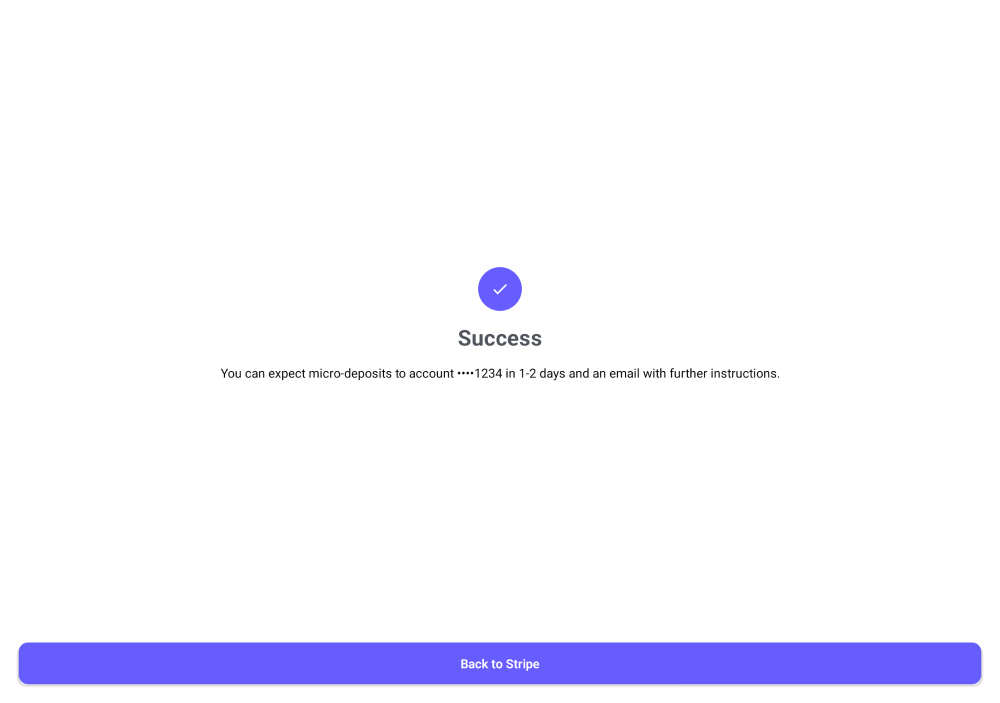 Success
You can expect micro-deposits to account ••••1234 in 1-2 days and an email with further instructions.
Back to Stripe